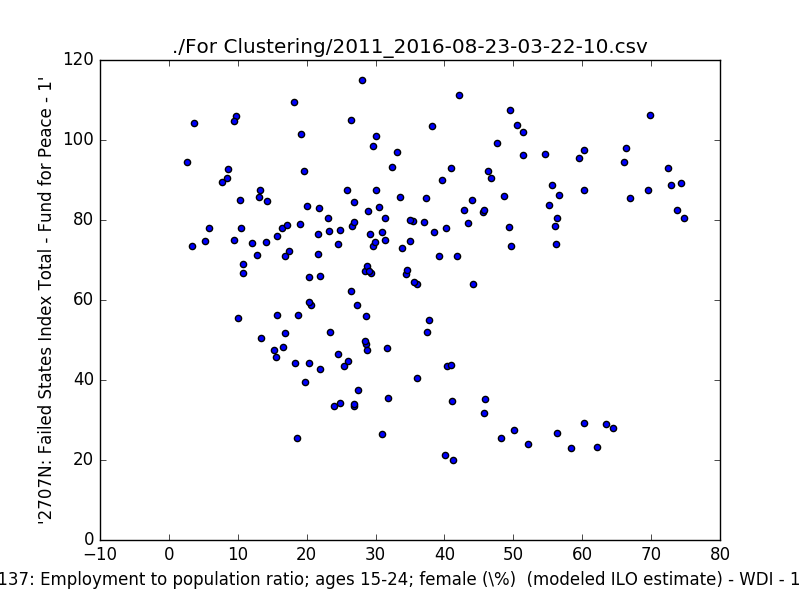 ./For Clustering/2011_2016-08-23-03-22-10.csv
120
100
80
60
40
20
0
'2707N: Failed States Index Total - Fund for Peace - 1'
−10 0 10 20 30 40 50 60 70 80
137: Employment to population ratio; ages 15-24; female (\%) (modeled ILO estimate) - WDI - 1